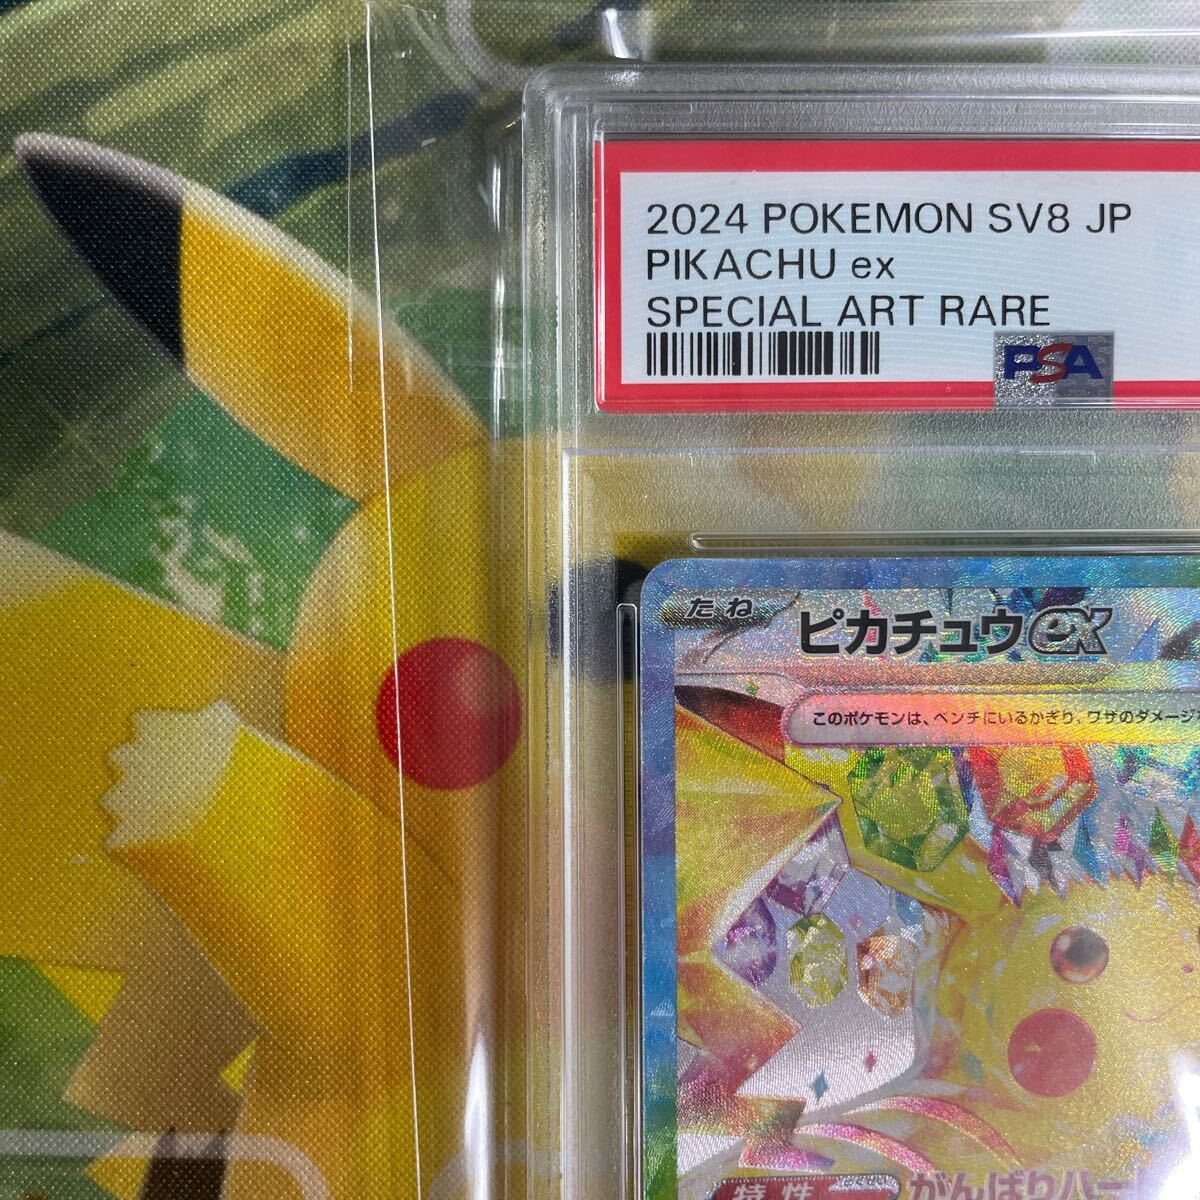 2024 POKEMON SV8 JP
PIKACHU ex
SPECIAL ART RARE
PSA
たね ピカチュウex
このポケモンは、ベンチにいるかぎり、ワザのダメージ
特性 がんばりハー